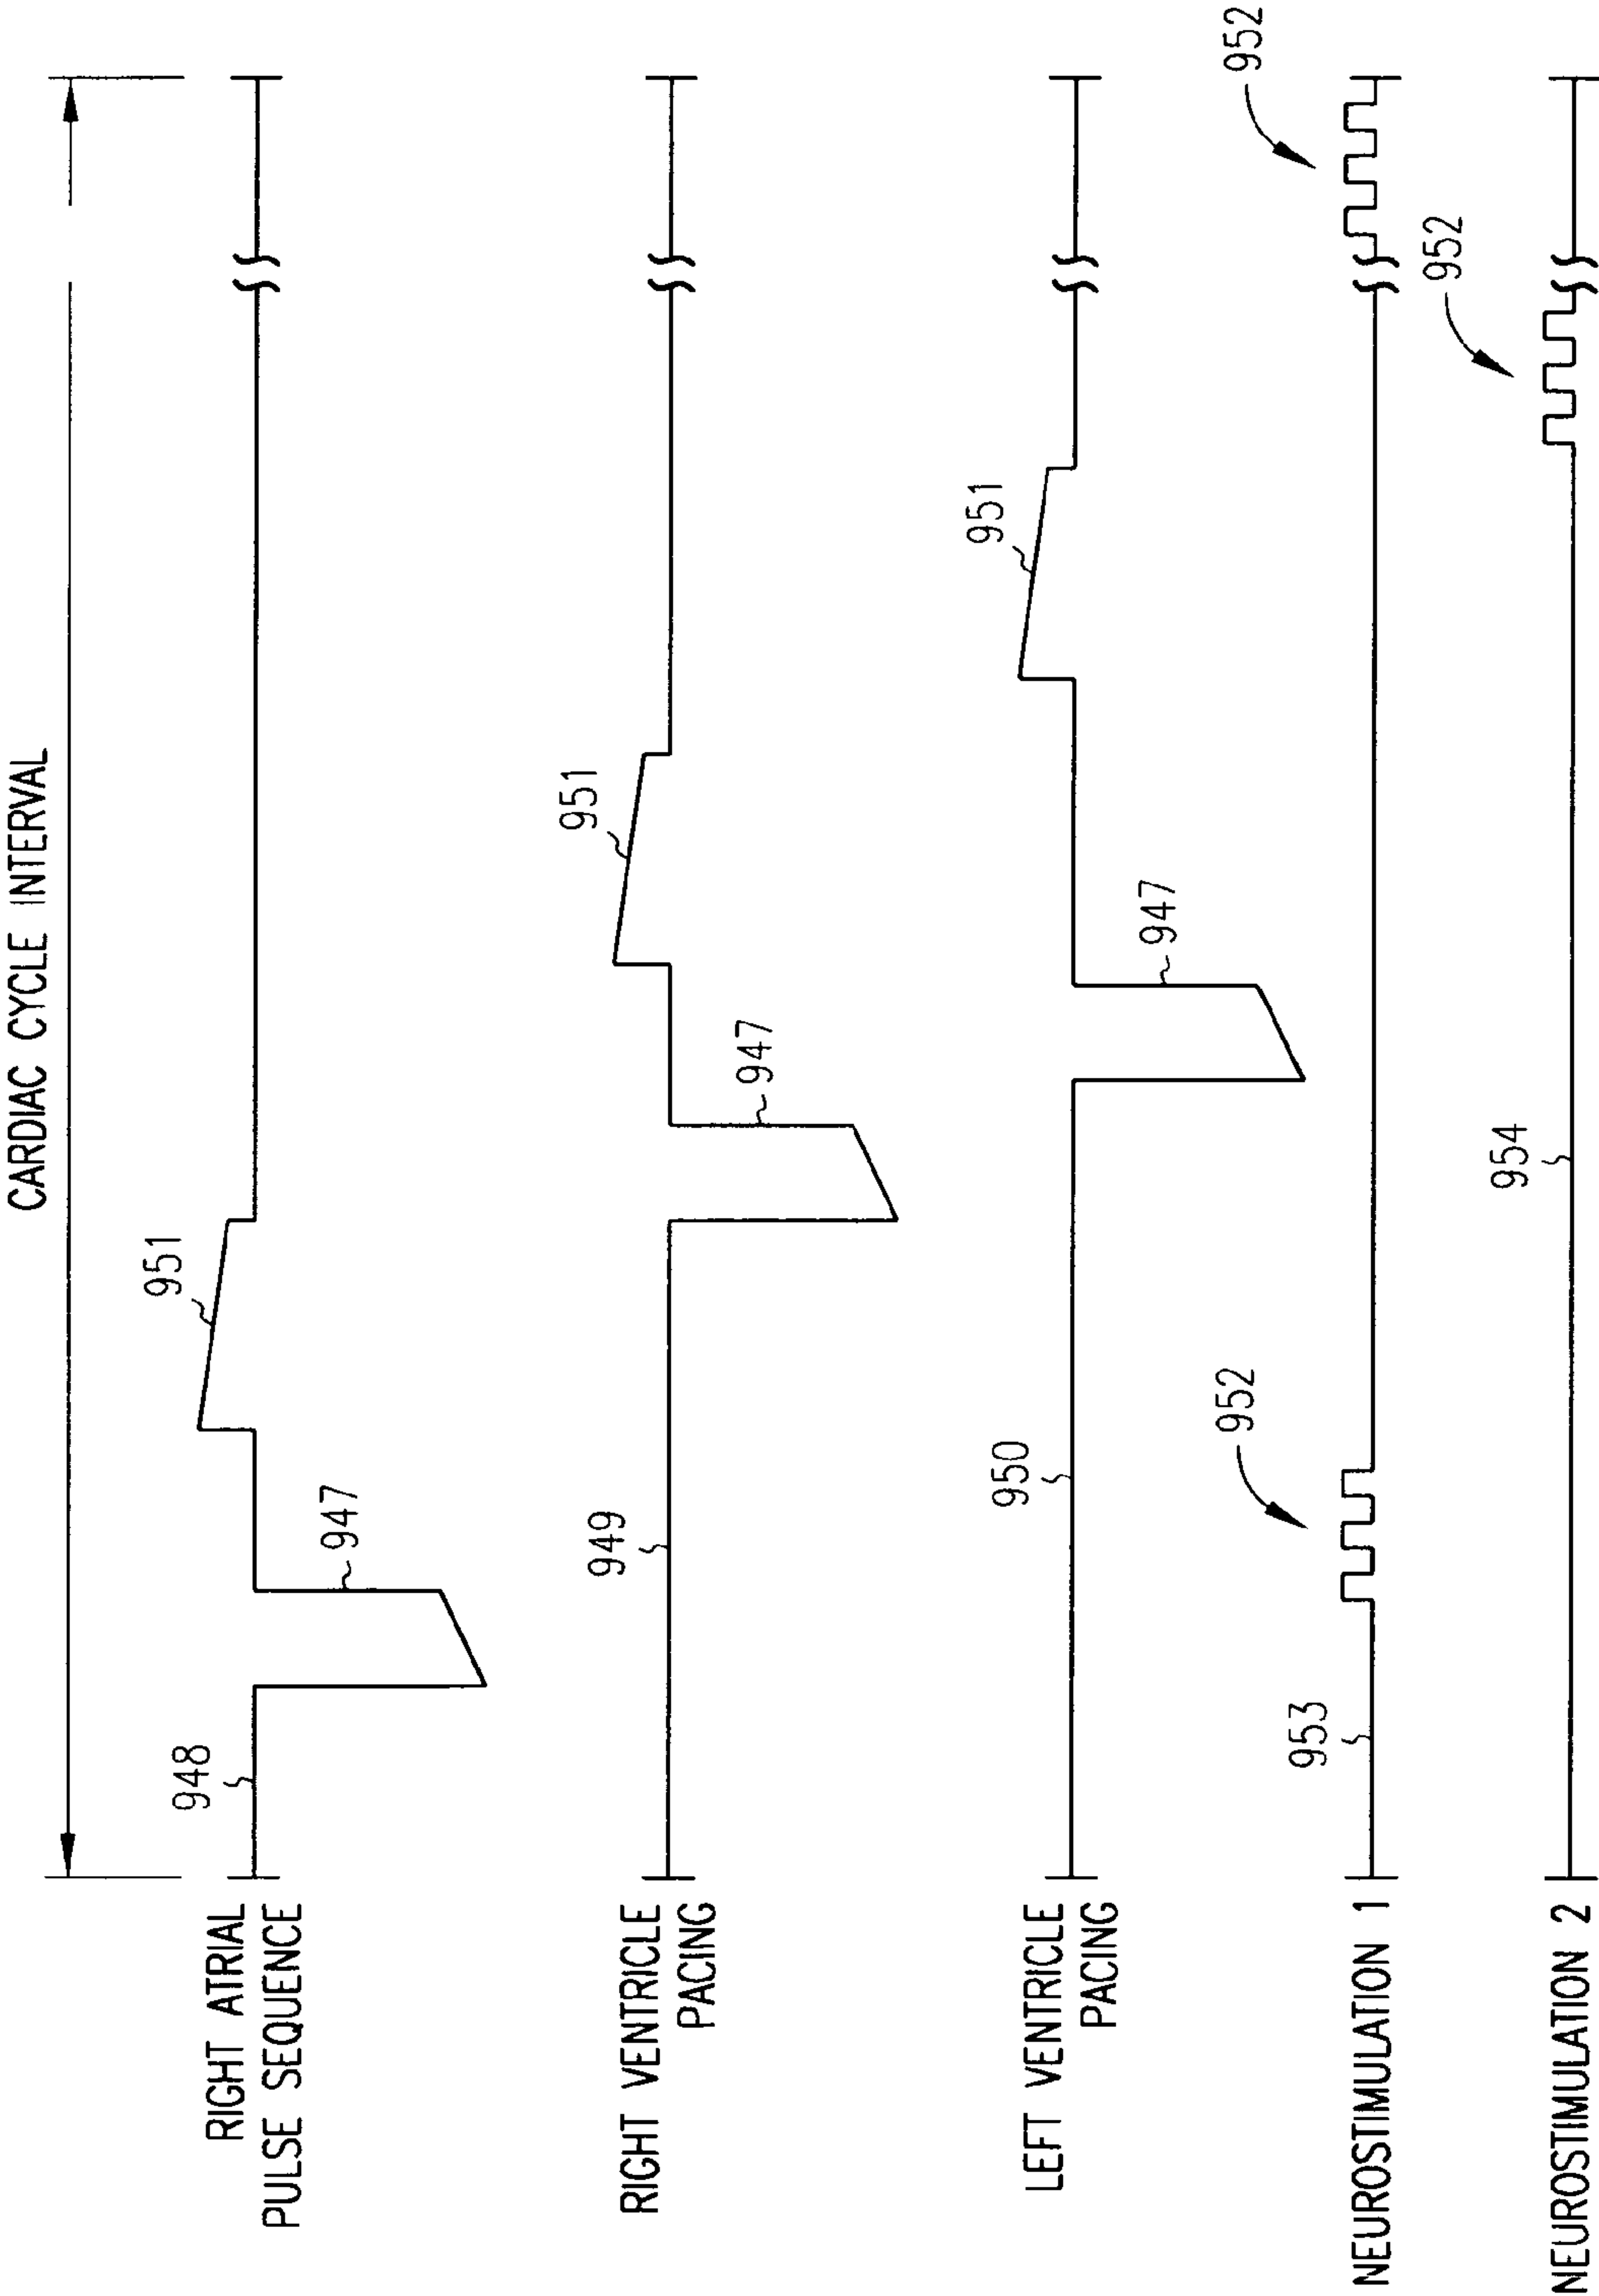 CARDIAC CYCLE INTERVAL
RIGHT ATRIAL
PULSE SEQUENCE
948
947
951
RIGHT VENTRICLE
PACING
949
947
951
LEFT VENTRICLE
PACING
950
947
951
NEUROSTIMULATION 1
953
952
952
NEUROSTIMULATION 2
954
952